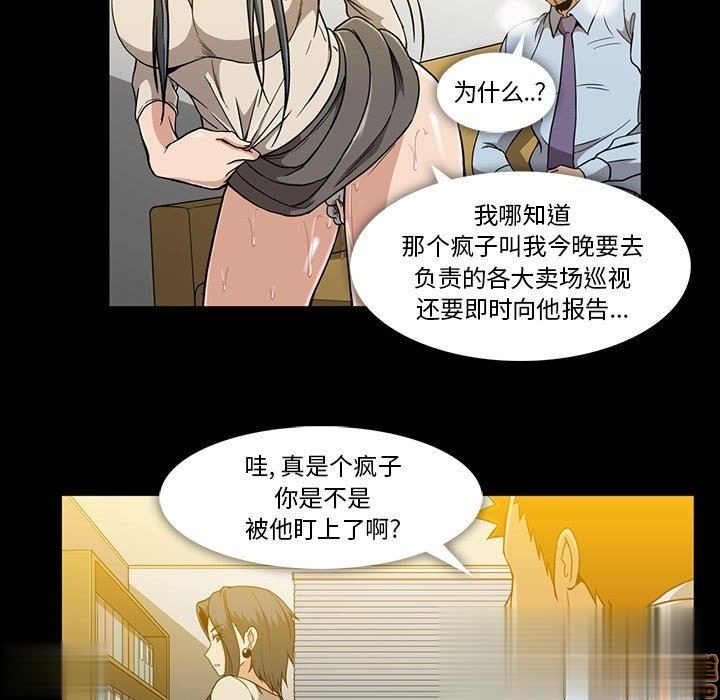 为什么..?
我哪知道
那个疯子叫我今晚要去
负责的各大卖场巡视
还要即时向他报告...
哇, 真是个疯子
你是不是
被他盯上了啊?